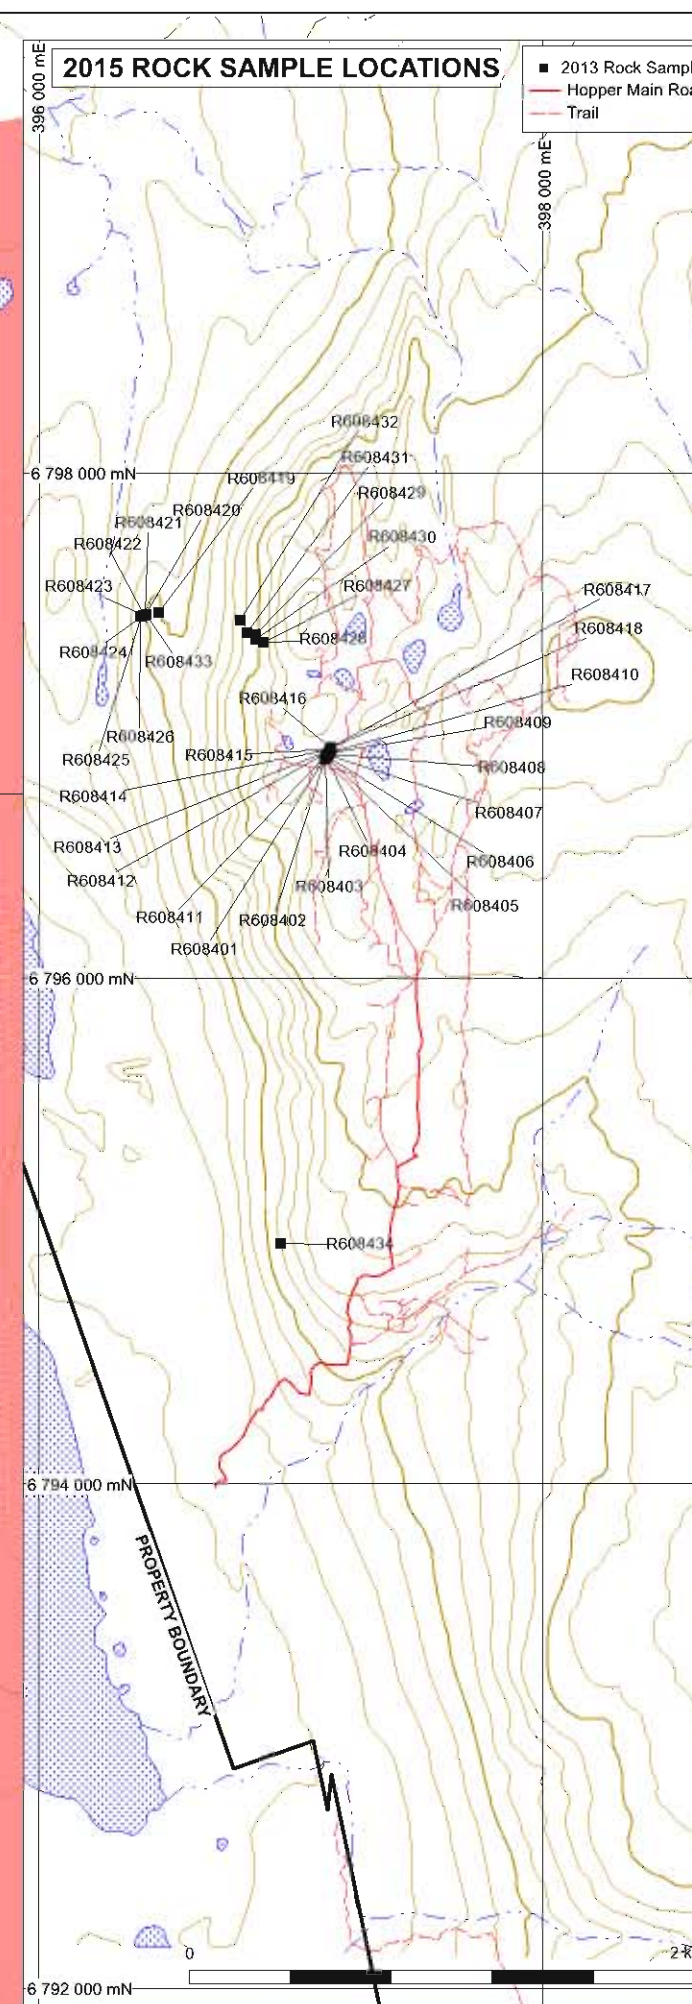 2015 ROCK SAMPLE LOCATIONS
2013 Rock Sampl
Hopper Main Roa
Trail
396 000 mE
398 000 mE
R608432
R608431
6 798 000 mN
R608419
R608429
R608420
R608421
R608430
R608422
R608423
R608427
R608417
R608418
R608428
R608424
R608433
R608410
R608416
R608409
R608426
R608425
R608415
R608408
R608414
R608407
R608413
R608404
R608406
R608412
R608403
R608405
R608411
R608402
R608401
6 796 000 mN
R608434
6 794 000 mN
PROPERTY BOUNDARY
0
2 k
6 792 000 mN